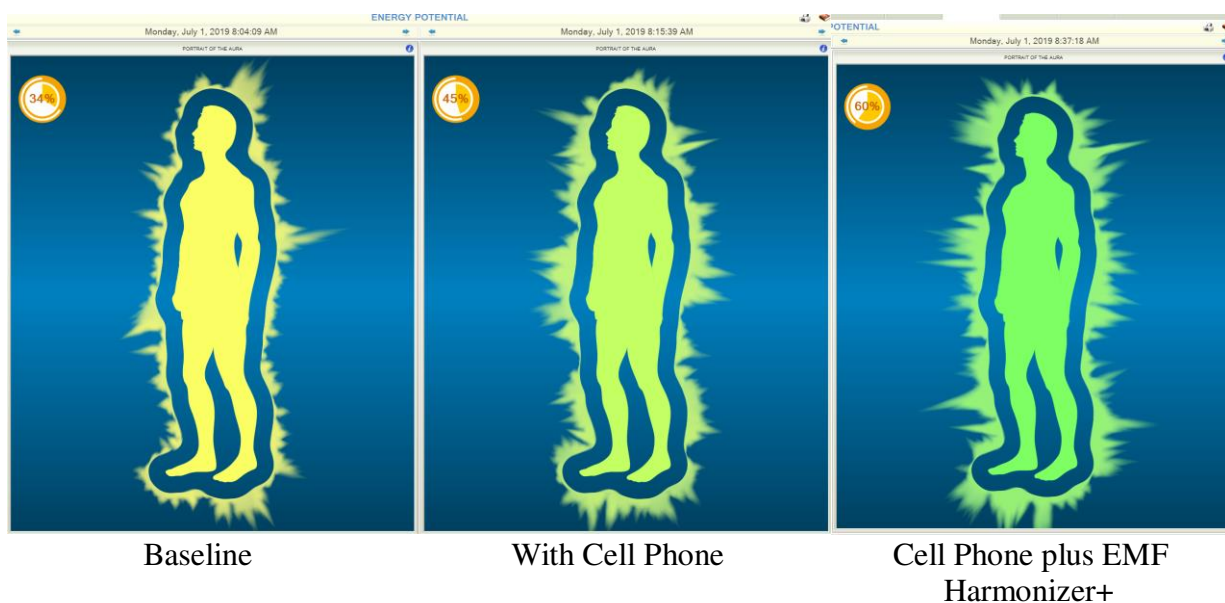 ENERGY POTENTIAL
Monday, July 1, 2019 8:04:09 AM
PORTRAIT OF THE AURA
34%
Baseline
Monday, July 1, 2019 8:15:39 AM
PORTRAIT OF THE AURA
45%
With Cell Phone
POTENTIAL
Monday, July 1, 2019 8:37:18 AM
PORTRAIT OF THE AURA
60%
Cell Phone plus EMF
Harmonizer+